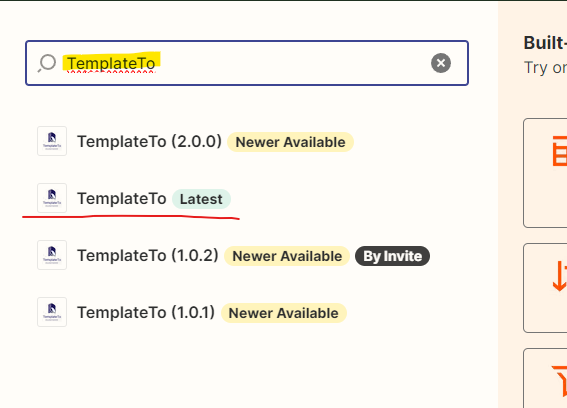 Built-
Try or
TemplateTo
TemplateTo (2.0.0) Newer Available
TemplateTo Latest
TemplateTo (1.0.2) Newer Available By Invite
TemplateTo (1.0.1) Newer Available